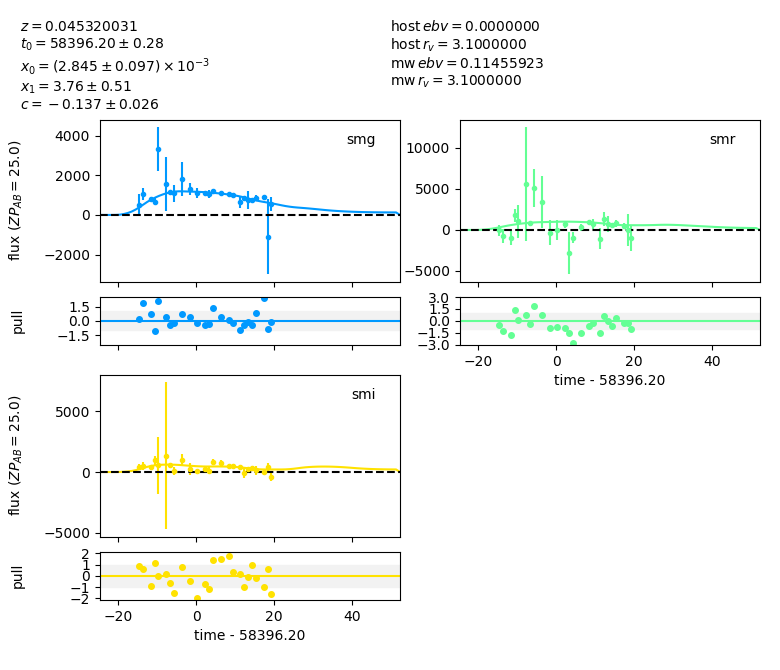 z = 0.045320031
t₀ = 58396.20 ± 0.28
x₀ = (2.845 ± 0.097) × 10⁻³
x₁ = 3.76 ± 0.51
c = −0.137 ± 0.026
host ebv = 0.0000000
host r_v = 3.1000000
mw ebv = 0.11455923
mw r_v = 3.1000000
smg
4000
2000
0
−2000
flux (ZP_AB = 25.0)
1.5
0.0
−1.5
pull
smr
10000
5000
0
−5000
3.0
1.5
0.0
−1.5
−3.0
−20 0 20 40
time - 58396.20
smi
5000
0
−5000
flux (ZP_AB = 25.0)
2
1
0
−1
−2
pull
−20 0 20 40
time - 58396.20